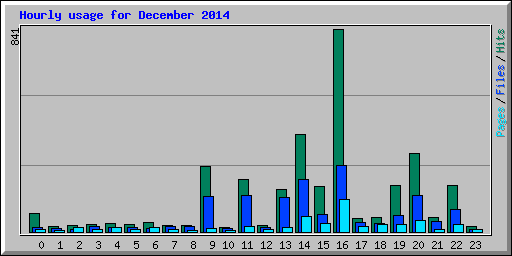 Hourly usage for December 2014
841
Pages/Files/Hits
0 1 2 3 4 5 6 7 8 9 10 11 12 13 14 15 16 17 18 19 20 21 22 23